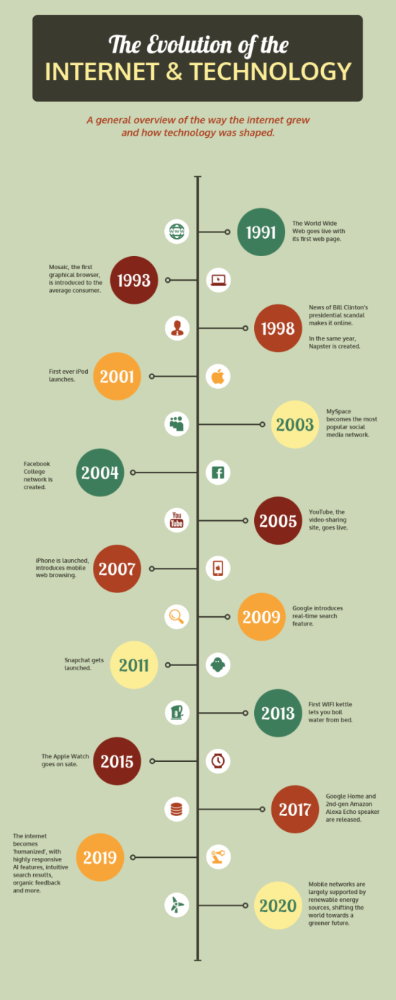 The Evolution of the
INTERNET & TECHNOLOGY
A general overview of the way the internet grew
and how technology was shaped.
WWW
1991
The World Wide
Web goes live with
its first web page.
Mosaic, the first
graphical browser,
is introduced to the
average consumer.
1993
1998
News of Bill Clinton's
presidential scandal
makes it online.
In the same year,
Napster is created.
First ever iPod
launches.
2001
2003
MySpace
becomes the most
popular social
media network.
Facebook
College
network is
created.
2004
f
You
Tube
2005
YouTube, the
video-sharing
site, goes live.
iPhone is launched,
introduces mobile
web browsing.
2007
2009
Google introduces
real-time search
feature.
Snapchat gets
launched.
2011
2013
First WIFI kettle
lets you boil
water from bed.
The Apple Watch
goes on sale.
2015
2017
Google Home and
2nd-gen Amazon
Alexa Echo speaker
are released.
The internet
becomes
'humanized', with
highly responsive
AI features, intuitive
search results,
organic feedback
and more.
2019
2020
Mobile networks are
largely supported by
renewable energy
sources, shifting the
world towards a
greener future.